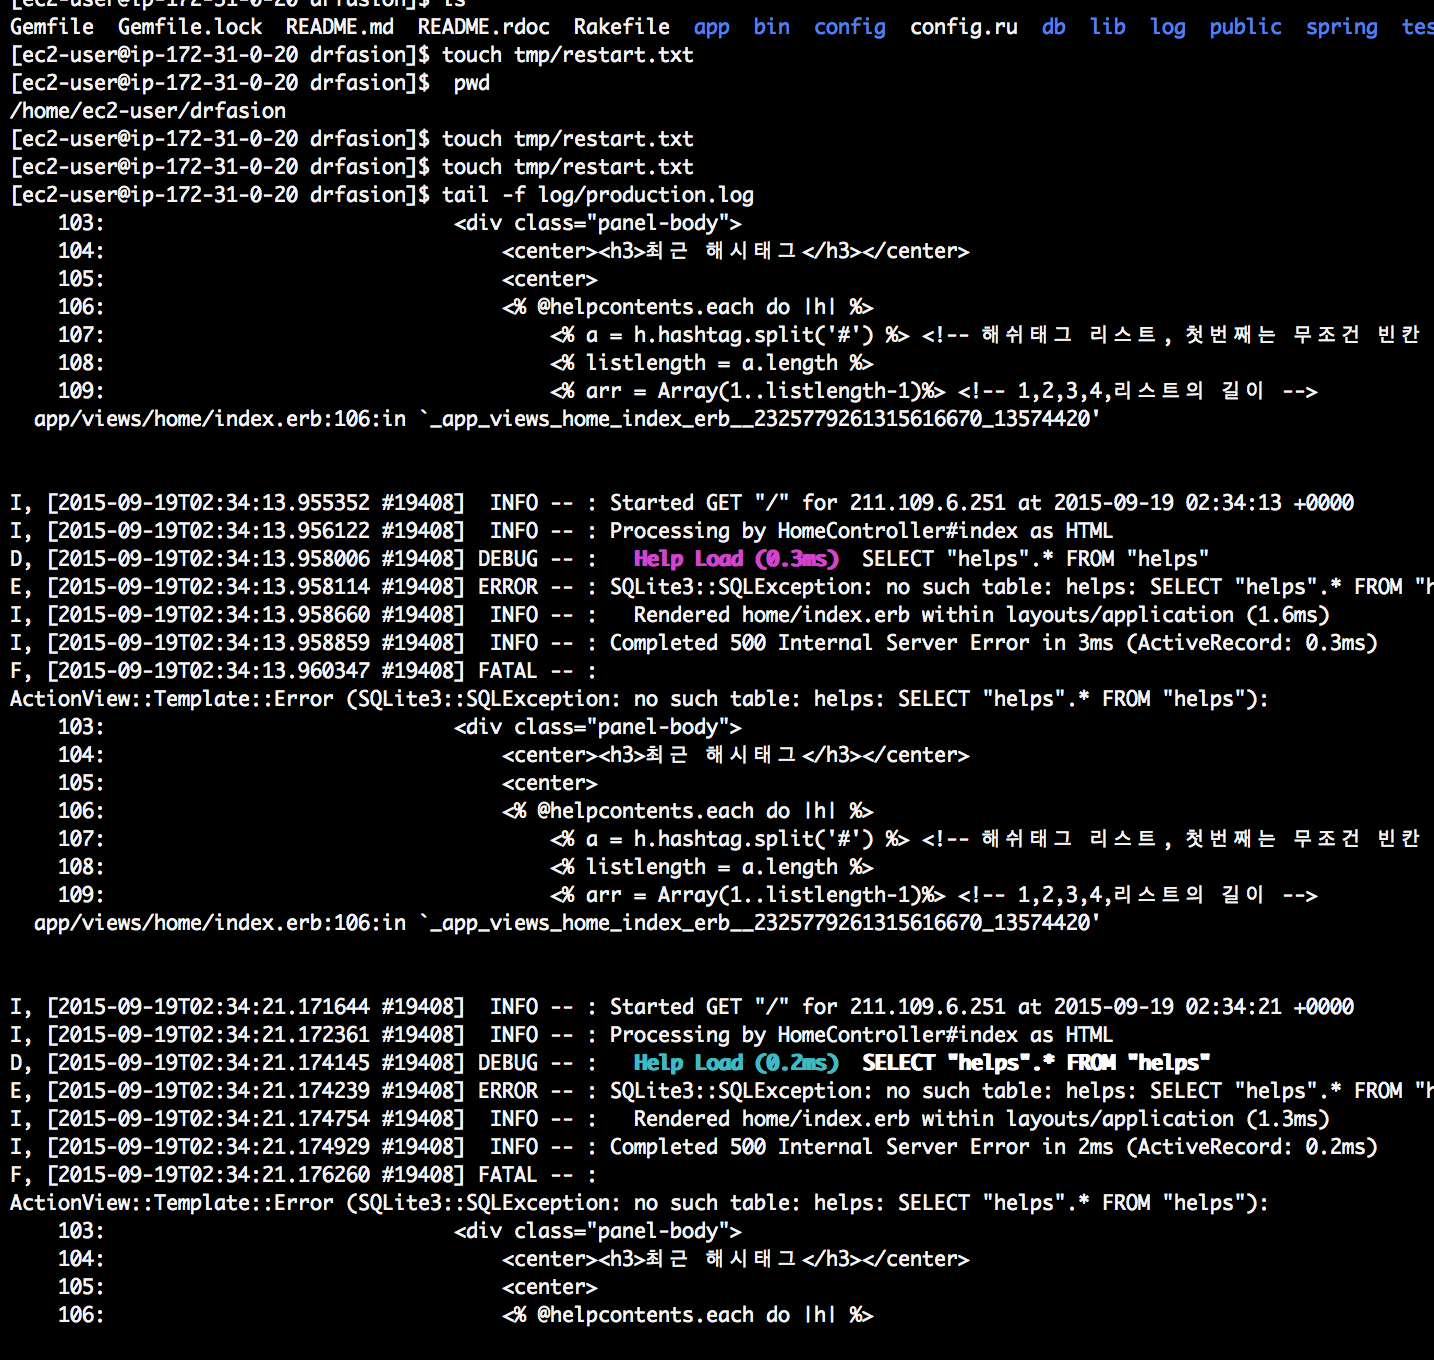 [ec2-user@ip-172-31-0-20 drfasion]$ ls
Gemfile  Gemfile.lock  README.md  README.rdoc  Rakefile  app  bin  config  config.ru  db  lib  log  public  spring  tes
[ec2-user@ip-172-31-0-20 drfasion]$ touch tmp/restart.txt
[ec2-user@ip-172-31-0-20 drfasion]$  pwd
/home/ec2-user/drfasion
[ec2-user@ip-172-31-0-20 drfasion]$ touch tmp/restart.txt
[ec2-user@ip-172-31-0-20 drfasion]$ touch tmp/restart.txt
[ec2-user@ip-172-31-0-20 drfasion]$ tail -f log/production.log
    103:                             <div class="panel-body">
    104:                                 <center><h3>최근 해시태그</h3></center>
    105:                                 <center>
    106:                                 <% @helpcontents.each do |h| %>
    107:                                     <% a = h.hashtag.split('#') %> <!-- 해쉬태그 리스트, 첫번째는 무조건 빈칸
    108:                                     <% listlength = a.length %>
    109:                                     <% arr = Array(1..listlength-1)%> <!-- 1,2,3,4,리스트의 길이 -->
  app/views/home/index.erb:106:in `_app_views_home_index_erb__2325779261315616670_13574420'
I, [2015-09-19T02:34:13.955352 #19408]  INFO -- : Started GET "/" for 211.109.6.251 at 2015-09-19 02:34:13 +0000
I, [2015-09-19T02:34:13.956122 #19408]  INFO -- : Processing by HomeController#index as HTML
D, [2015-09-19T02:34:13.958006 #19408] DEBUG -- :   Help Load (0.3ms)  SELECT "helps".* FROM "helps"
E, [2015-09-19T02:34:13.958114 #19408] ERROR -- : SQLite3::SQLException: no such table: helps: SELECT "helps".* FROM "h
I, [2015-09-19T02:34:13.958660 #19408]  INFO -- :   Rendered home/index.erb within layouts/application (1.6ms)
I, [2015-09-19T02:34:13.958859 #19408]  INFO -- : Completed 500 Internal Server Error in 3ms (ActiveRecord: 0.3ms)
F, [2015-09-19T02:34:13.960347 #19408] FATAL -- :
ActionView::Template::Error (SQLite3::SQLException: no such table: helps: SELECT "helps".* FROM "helps"):
    103:                             <div class="panel-body">
    104:                                 <center><h3>최근 해시태그</h3></center>
    105:                                 <center>
    106:                                 <% @helpcontents.each do |h| %>
    107:                                     <% a = h.hashtag.split('#') %> <!-- 해쉬태그 리스트, 첫번째는 무조건 빈칸
    108:                                     <% listlength = a.length %>
    109:                                     <% arr = Array(1..listlength-1)%> <!-- 1,2,3,4,리스트의 길이 -->
  app/views/home/index.erb:106:in `_app_views_home_index_erb__2325779261315616670_13574420'
I, [2015-09-19T02:34:21.171644 #19408]  INFO -- : Started GET "/" for 211.109.6.251 at 2015-09-19 02:34:21 +0000
I, [2015-09-19T02:34:21.172361 #19408]  INFO -- : Processing by HomeController#index as HTML
D, [2015-09-19T02:34:21.174145 #19408] DEBUG -- :   Help Load (0.2ms)  SELECT "helps".* FROM "helps"
E, [2015-09-19T02:34:21.174239 #19408] ERROR -- : SQLite3::SQLException: no such table: helps: SELECT "helps".* FROM "h
I, [2015-09-19T02:34:21.174754 #19408]  INFO -- :   Rendered home/index.erb within layouts/application (1.3ms)
I, [2015-09-19T02:34:21.174929 #19408]  INFO -- : Completed 500 Internal Server Error in 2ms (ActiveRecord: 0.2ms)
F, [2015-09-19T02:34:21.176260 #19408] FATAL -- :
ActionView::Template::Error (SQLite3::SQLException: no such table: helps: SELECT "helps".* FROM "helps"):
    103:                             <div class="panel-body">
    104:                                 <center><h3>최근 해시태그</h3></center>
    105:                                 <center>
    106:                                 <% @helpcontents.each do |h| %>